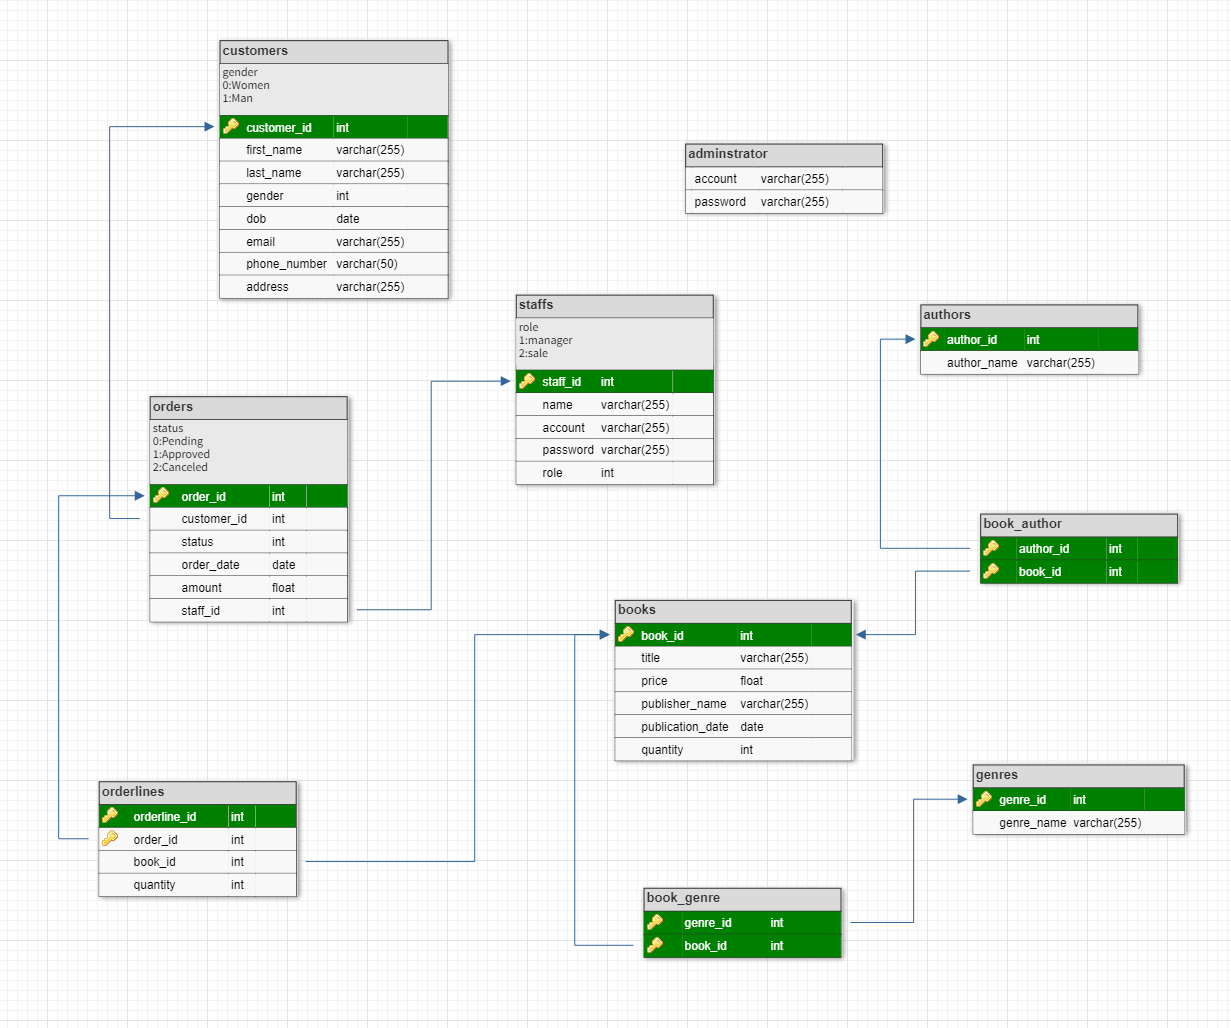 customers
gender
0:Women
1:Man
customer_id int
first_name varchar(255)
last_name varchar(255)
gender int
dob date
email varchar(255)
phone_number varchar(50)
address varchar(255)
adminstrator
account varchar(255)
password varchar(255)
staffs
role
1:manager
2:sale
staff_id int
name varchar(255)
account varchar(255)
password varchar(255)
role int
authors
author_id int
author_name varchar(255)
orders
status
0:Pending
1:Approved
2:Canceled
order_id int
customer_id int
status int
order_date date
amount float
staff_id int
book_author
author_id int
book_id int
books
book_id int
title varchar(255)
price float
publisher_name varchar(255)
publication_date date
quantity int
orderlines
orderline_id int
order_id int
book_id int
quantity int
genres
genre_id int
genre_name varchar(255)
book_genre
genre_id int
book_id int